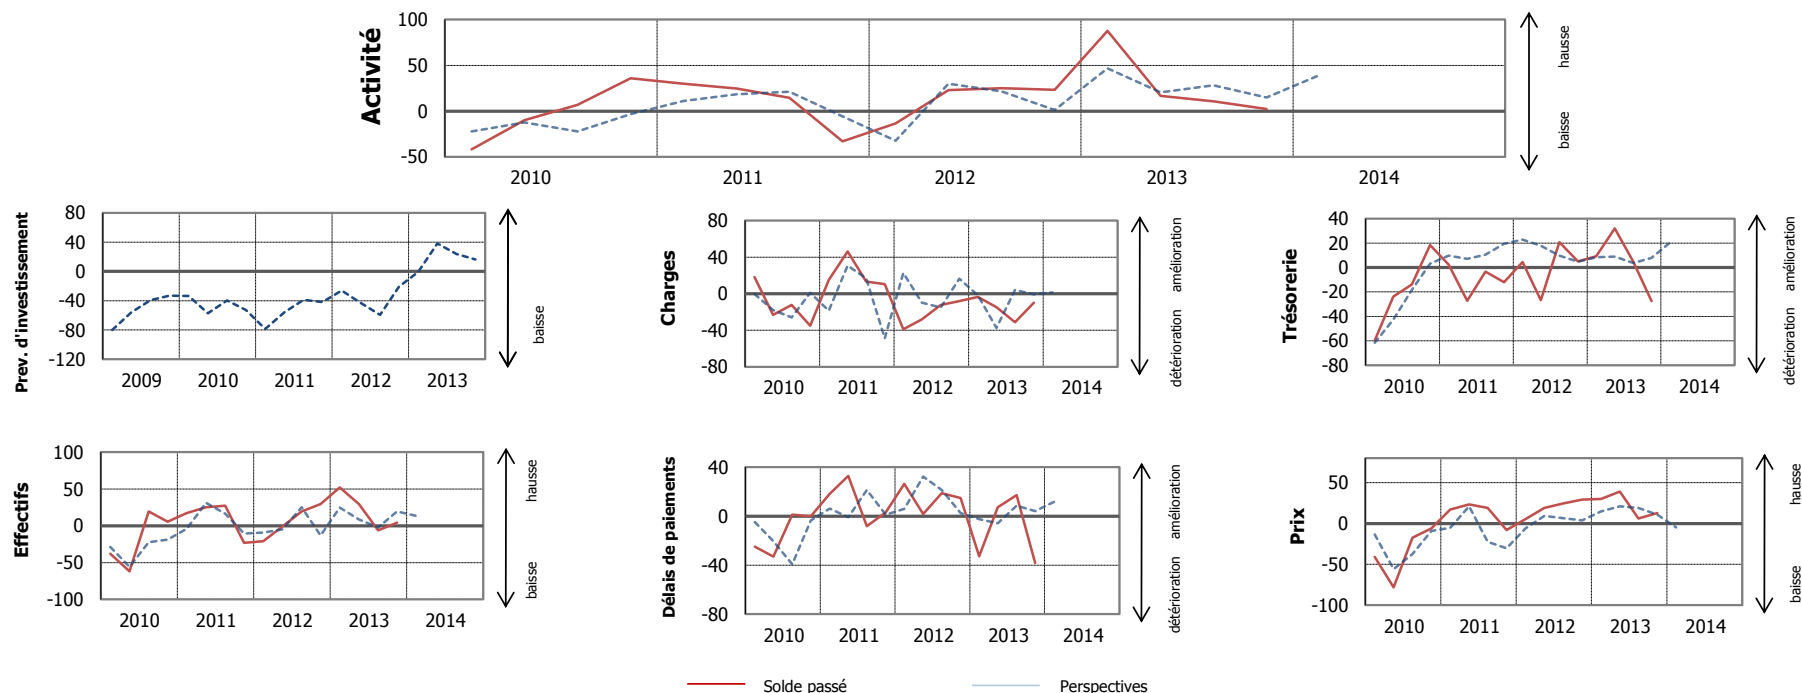 Activité
100
50
0
-50
2010 2011 2012 2013 2014
hausse
baisse
Prev. d'investissement
80
40
0
-40
-80
-120
2009 2010 2011 2012 2013
baisse
Charges
80
40
0
-40
-80
2010 2011 2012 2013 2014
amélioration
détérioration
Trésorerie
40
20
0
-20
-40
-60
-80
2010 2011 2012 2013 2014
amélioration
détérioration
Effectifs
100
50
0
-50
-100
2010 2011 2012 2013 2014
hausse
baisse
Délais de paiements
40
0
-40
-80
2010 2011 2012 2013 2014
amélioration
détérioration
Prix
50
0
-50
-100
2010 2011 2012 2013 2014
hausse
baisse
Solde passé Perspectives